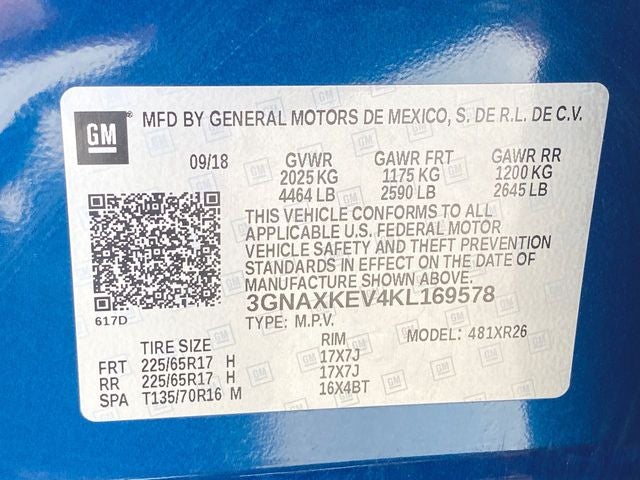 GM MFD BY GENERAL MOTORS DE MEXICO, S. DE R.L. DE C.V.
09/18 GVWR GAWR FRT GAWR RR
2025 KG 1175 KG 1200 KG
4464 LB 2590 LB 2645 LB
THIS VEHICLE CONFORMS TO ALL
APPLICABLE U.S. FEDERAL MOTOR
VEHICLE SAFETY AND THEFT PREVENTION
STANDARDS IN EFFECT ON THE DATE OF
MANUFACTURE SHOWN ABOVE.
3GNAXKEV4KL169578
617D
TYPE: M.P.V. MODEL: 481XR26
TIRE SIZE RIM
FRT 225/65R17 H 17X7J
RR 225/65R17 H 17X7J
SPA T135/70R16 M 16X4BT